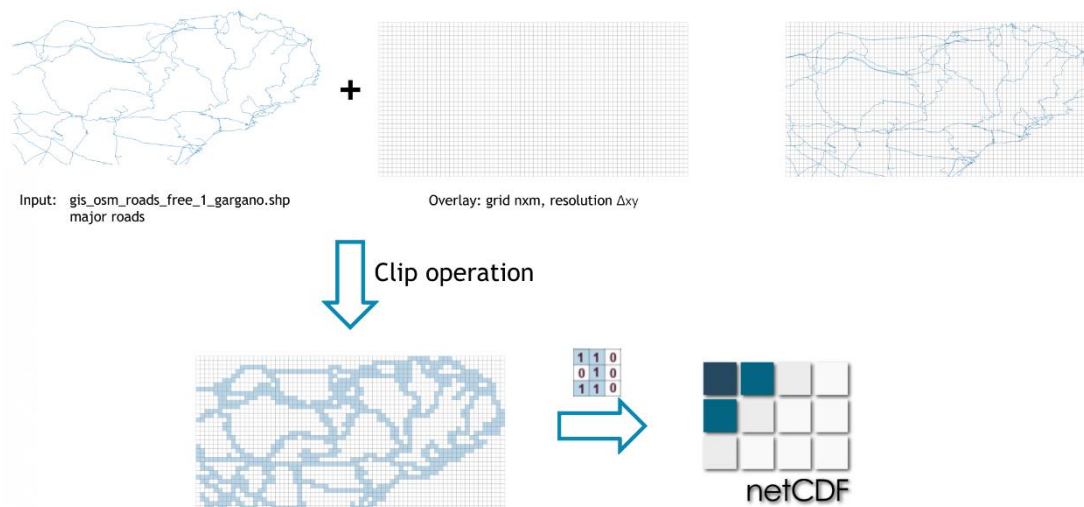 +
Input: gis_osm_roads_free_1_gargano.shp
major roads
Overlay: grid nxm, resolution Δxy
Clip operation
1 1 0
0 1 0
1 1 0
netCDF